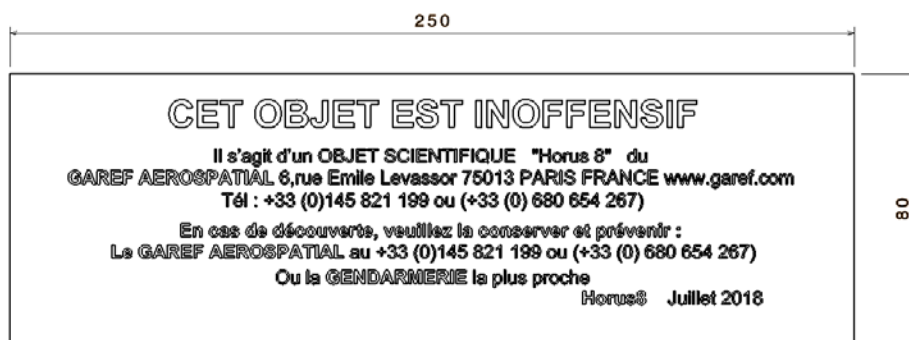 250
CET OBJET EST INOFFENSIF
Il s'agit d'un OBJET SCIENTIFIQUE "Horus 8" du
GAREF AEROSPATIAL 6,rue Emile Levassor 75013 PARIS FRANCE www.garef.com
Tél : +33 (0)145 821 199 ou (+33 (0) 680 654 267)
En cas de découverte, veuillez la conserver et prévenir :
Le GAREF AEROSPATIAL au +33 (0)145 821 199 ou (+33 (0) 680 654 267)
Ou la GENDARMERIE la plus proche
Horus8 Juillet 2018
80